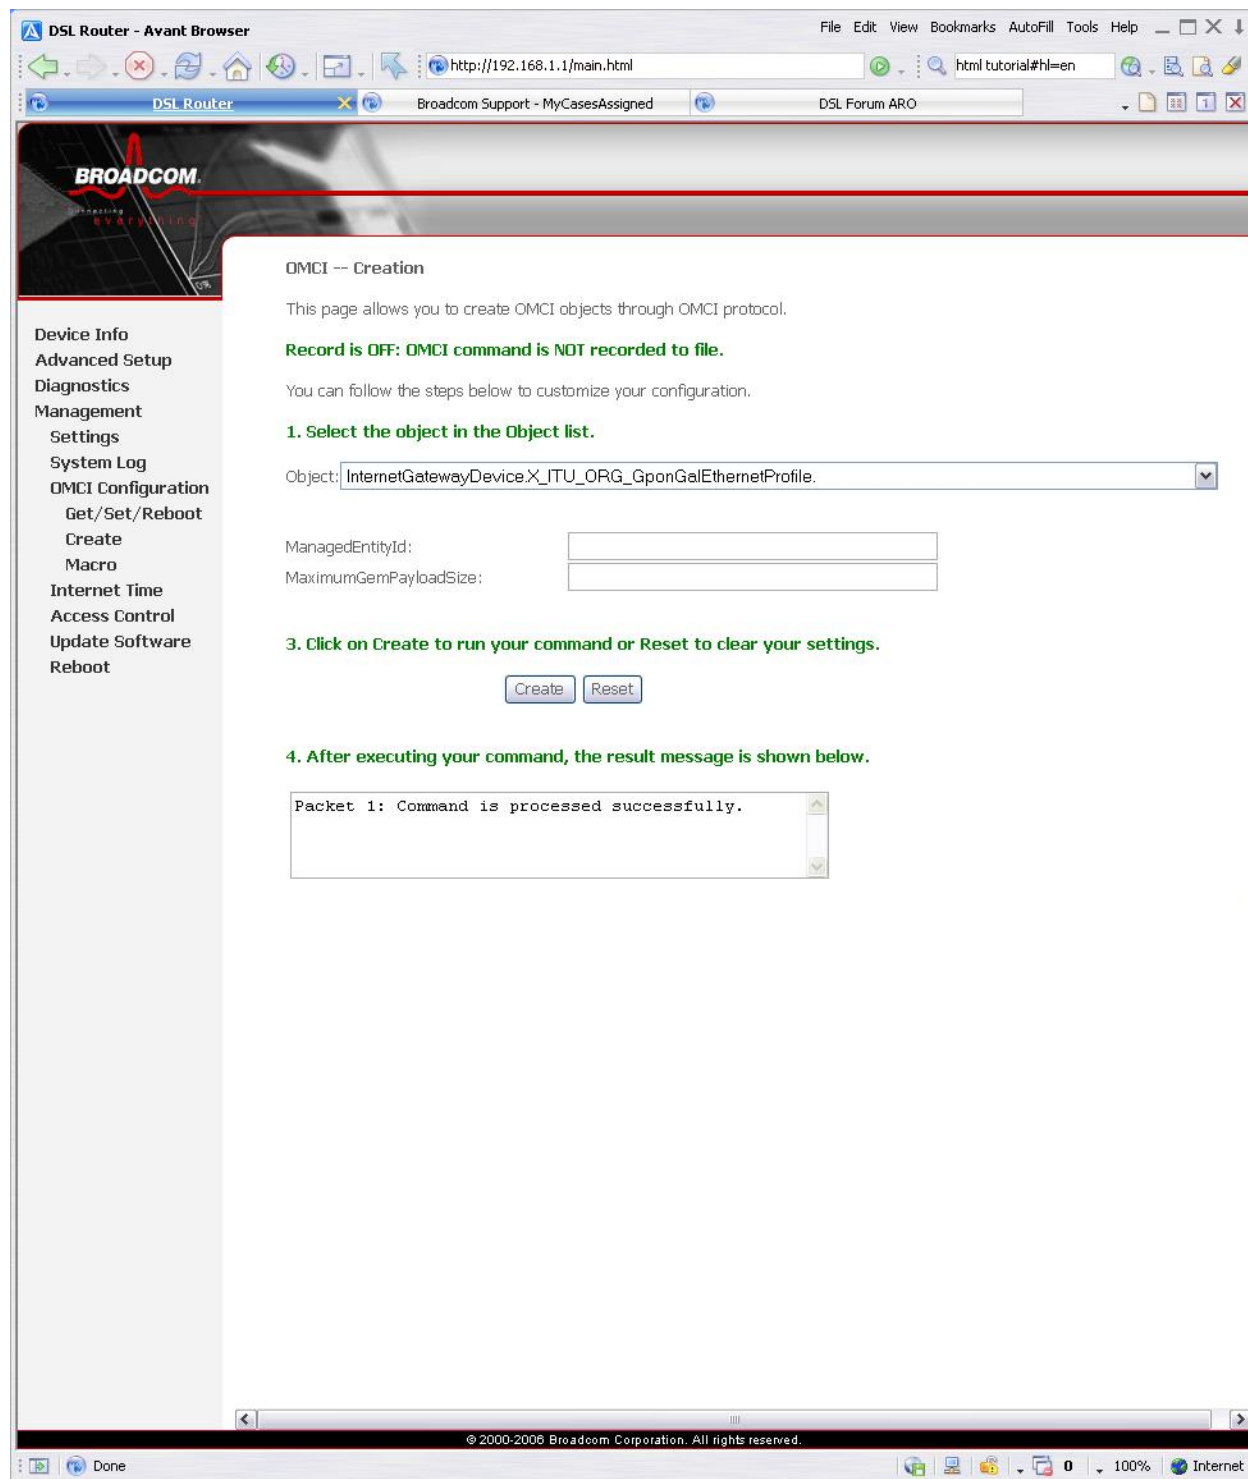 DSL Router - Avant Browser
File Edit View Bookmarks AutoFill Tools Help
http://192.168.1.1/main.html
html tutorial#hl=en
DSL Router
Broadcom Support - MyCasesAssigned
DSL Forum ARO
BROADCOM.
connecting
everything
OMCI -- Creation
This page allows you to create OMCI objects through OMCI protocol.
Record is OFF: OMCI command is NOT recorded to file.
You can follow the steps below to customize your configuration.
1. Select the object in the Object list.
Object: InternetGatewayDevice.X_ITU_ORG_GponGalEthernetProfile.
ManagedEntityId:
MaximumGemPayloadSize:
3. Click on Create to run your command or Reset to clear your settings.
Create Reset
4. After executing your command, the result message is shown below.
Packet 1: Command is processed successfully.
Device Info
Advanced Setup
Diagnostics
Management
Settings
System Log
OMCI Configuration
Get/Set/Reboot
Create
Macro
Internet Time
Access Control
Update Software
Reboot
© 2000-2006 Broadcom Corporation. All rights reserved.
Done
0 100% Internet